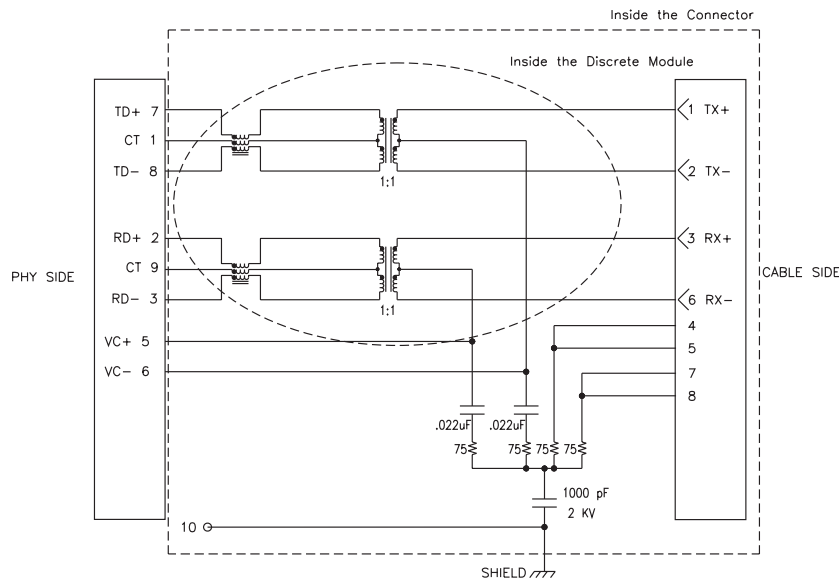 Inside the Connector
Inside the Discrete Module
TD+ 7
1 TX+
CT 1
TD- 8
2 TX-
1:1
RD+ 2
3 RX+
CT 9
PHY SIDE
CABLE SIDE
RD- 3
6 RX-
1:1
4
VC+ 5
5
VC- 6
7
8
.022uF .022uF
75 75 75 75
1000 pF
2 KV
10
SHIELD